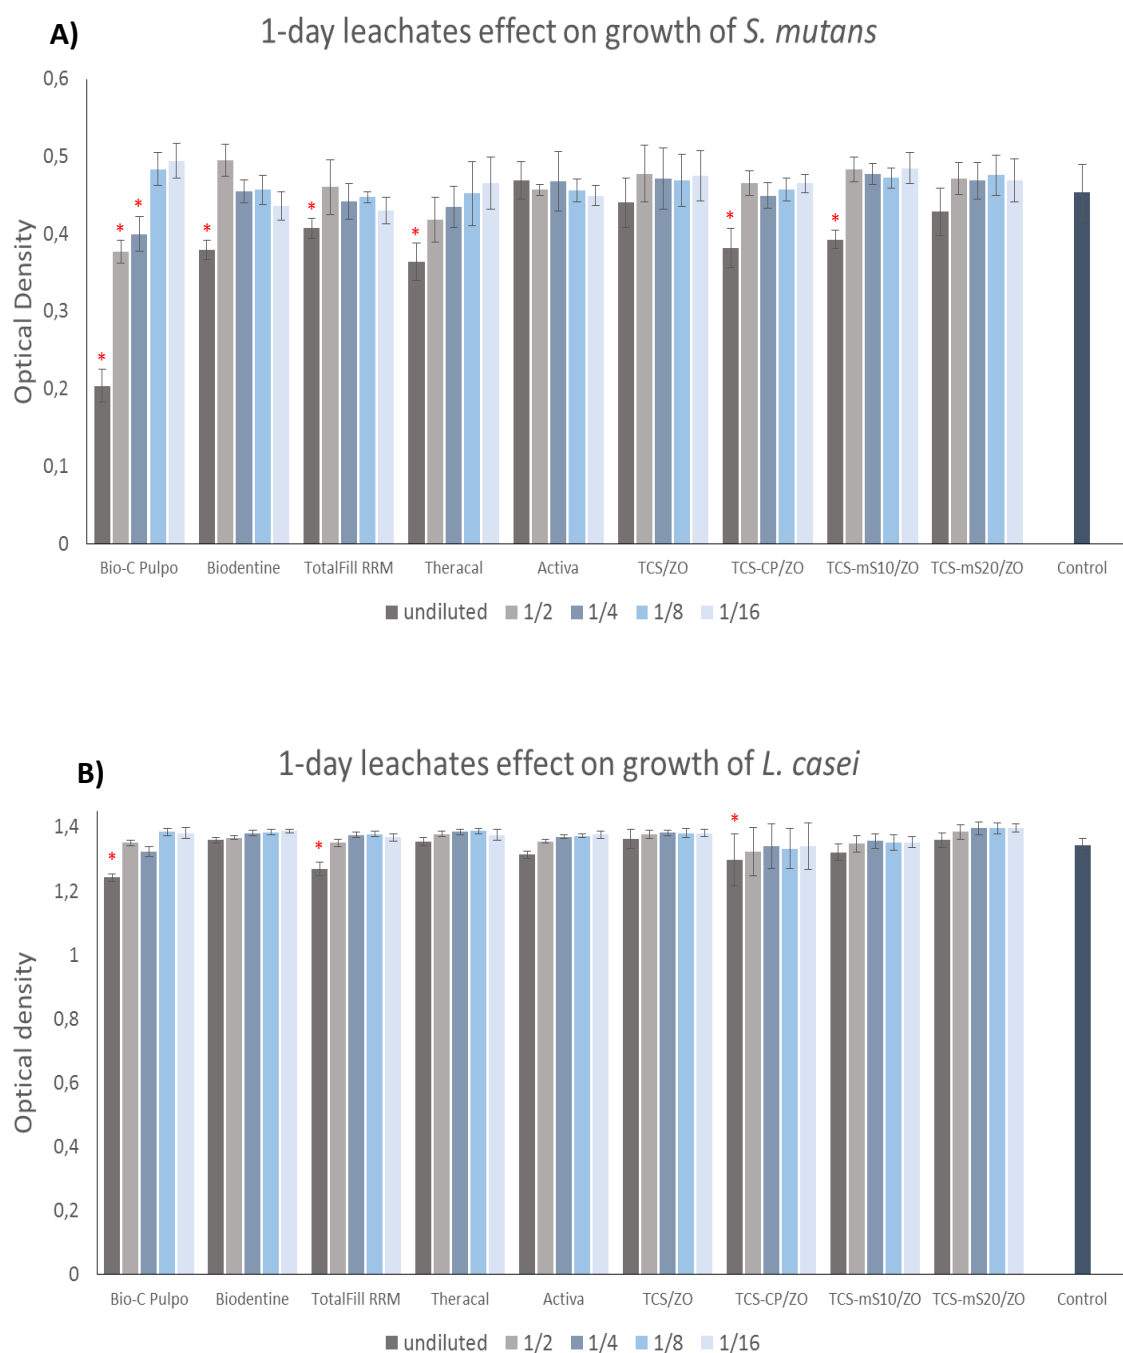 A)
1-day leachates effect on growth of S. mutans
Optical Density
0,6
0,5
0,4
0,3
0,2
0,1
0
* * * * * * * * *
Bio-C Pulpo Biodentine TotalFill RRM Theracal Activa TCS/ZO TCS-CP/ZO TCS-mS10/ZO TCS-mS20/ZO Control
undiluted 1/2 1/4 1/8 1/16
B)
1-day leachates effect on growth of L. casei
Optical density
1,4
1,2
1
0,8
0,6
0,4
0,2
0
* * *
Bio-C Pulpo Biodentine TotalFill RRM Theracal Activa TCS/ZO TCS-CP/ZO TCS-mS10/ZO TCS-mS20/ZO Control
undiluted 1/2 1/4 1/8 1/16